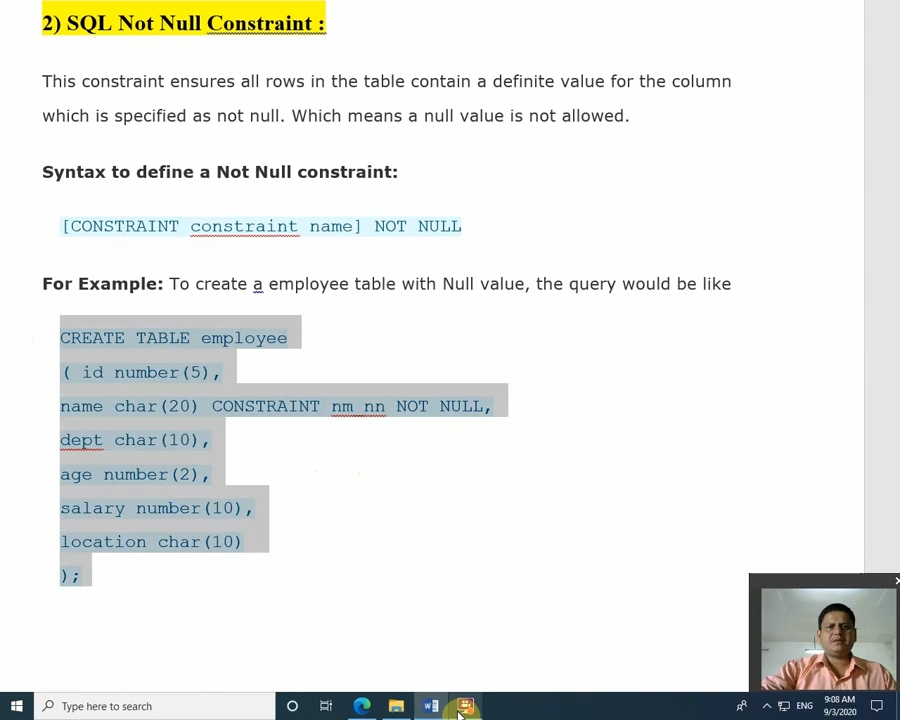 2) SQL Not Null Constraint :
This constraint ensures all rows in the table contain a definite value for the column
which is specified as not null. Which means a null value is not allowed.
Syntax to define a Not Null constraint:
[CONSTRAINT constraint name] NOT NULL
For Example: To create a employee table with Null value, the query would be like
CREATE TABLE employee
( id number(5),
name char(20) CONSTRAINT nm_nn NOT NULL,
dept char(10),
age number(2),
salary number(10),
location char(10)
);
Type here to search
ENG
9:08 AM
9/3/2020